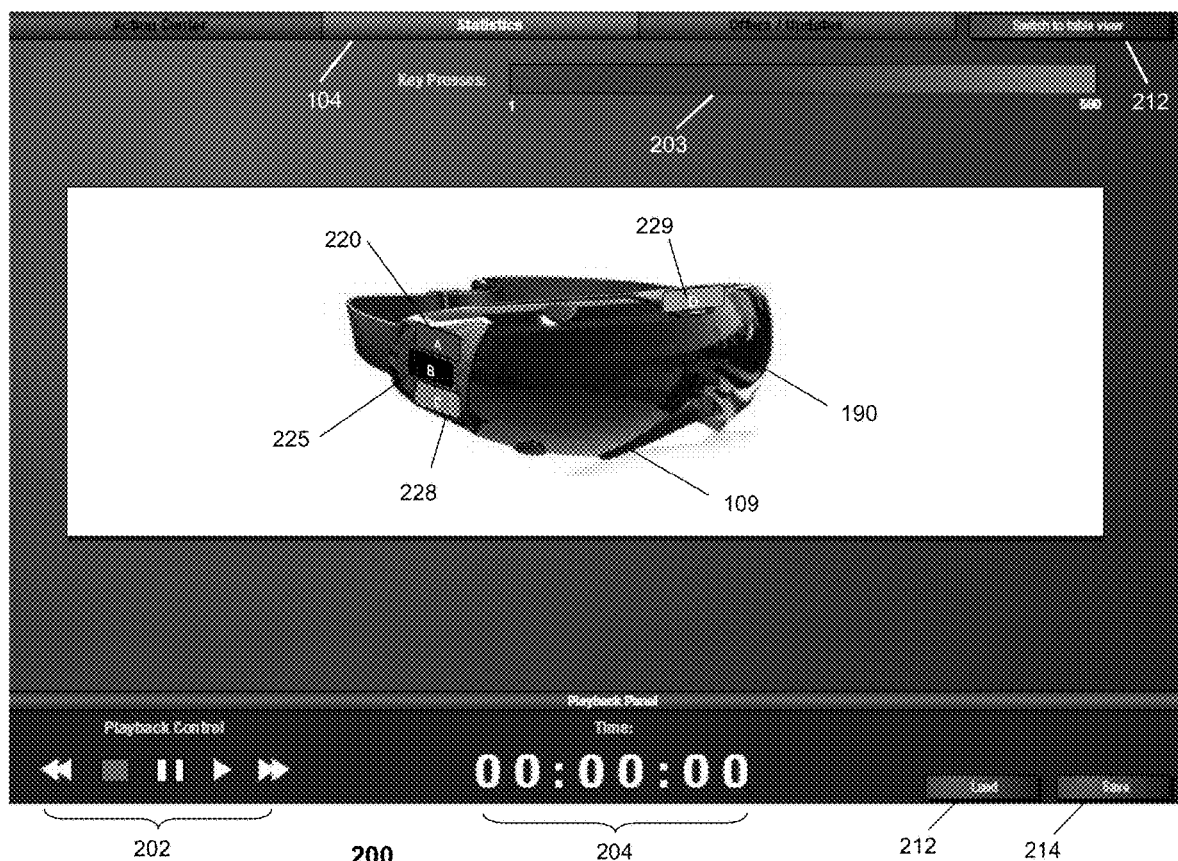 Action Center Statistics Offers / Updates Switch to table view
Key Presses:
104 1 500 212
203
220 229
A
B
190
225
228 109
Playback Panel
Playback Control Time:
00:00:00
Load Save
202 200 204 212 214